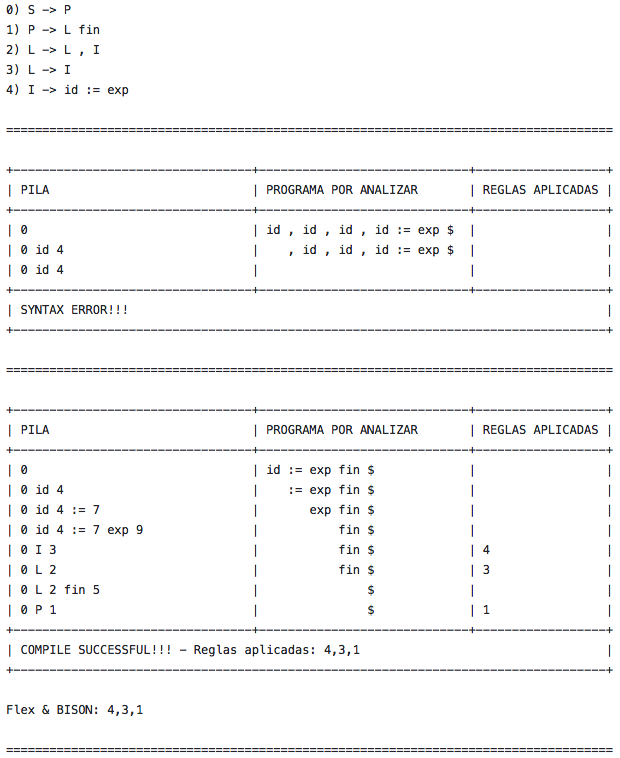 0) S -> P
1) P -> L fin
2) L -> L , I
3) L -> I
4) I -> id := exp
====================================================================================
+--------------------------------+-----------------------------+-----------------+
| PILA | PROGRAMA POR ANALIZAR | REGLAS APLICADAS |
+--------------------------------+-----------------------------+-----------------+
| 0 | id , id , id , id := exp $ | |
| 0 id 4 | , id , id , id := exp $ | |
| 0 id 4 | | |
+--------------------------------+-----------------------------+-----------------+
| SYNTAX ERROR!!! |
+--------------------------------------------------------------------------------+
====================================================================================
+--------------------------------+-----------------------------+-----------------+
| PILA | PROGRAMA POR ANALIZAR | REGLAS APLICADAS |
+--------------------------------+-----------------------------+-----------------+
| 0 | id := exp fin $ | |
| 0 id 4 | := exp fin $ | |
| 0 id 4 := 7 | exp fin $ | |
| 0 id 4 := 7 exp 9 | fin $ | |
| 0 I 3 | fin $ | 4 |
| 0 L 2 | fin $ | 3 |
| 0 L 2 fin 5 | $ | |
| 0 P 1 | $ | 1 |
+--------------------------------+-----------------------------+-----------------+
| COMPILE SUCCESSFUL!!! - Reglas aplicadas: 4,3,1 |
+--------------------------------------------------------------------------------+
Flex & BISON: 4,3,1
====================================================================================